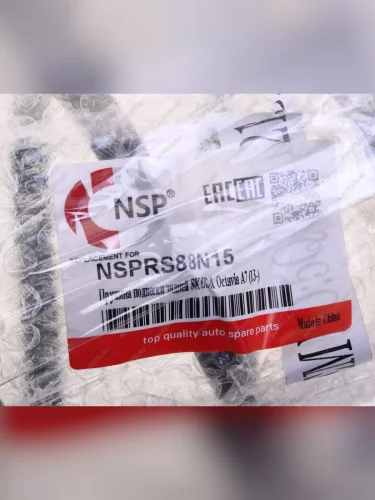 NSP®
EAC EAC
REPLACEMENT FOR
NSPRS88N15
Пружина подвески задней SKODA Octavia A7 (13-)
Made in China
top quality auto spare parts
M